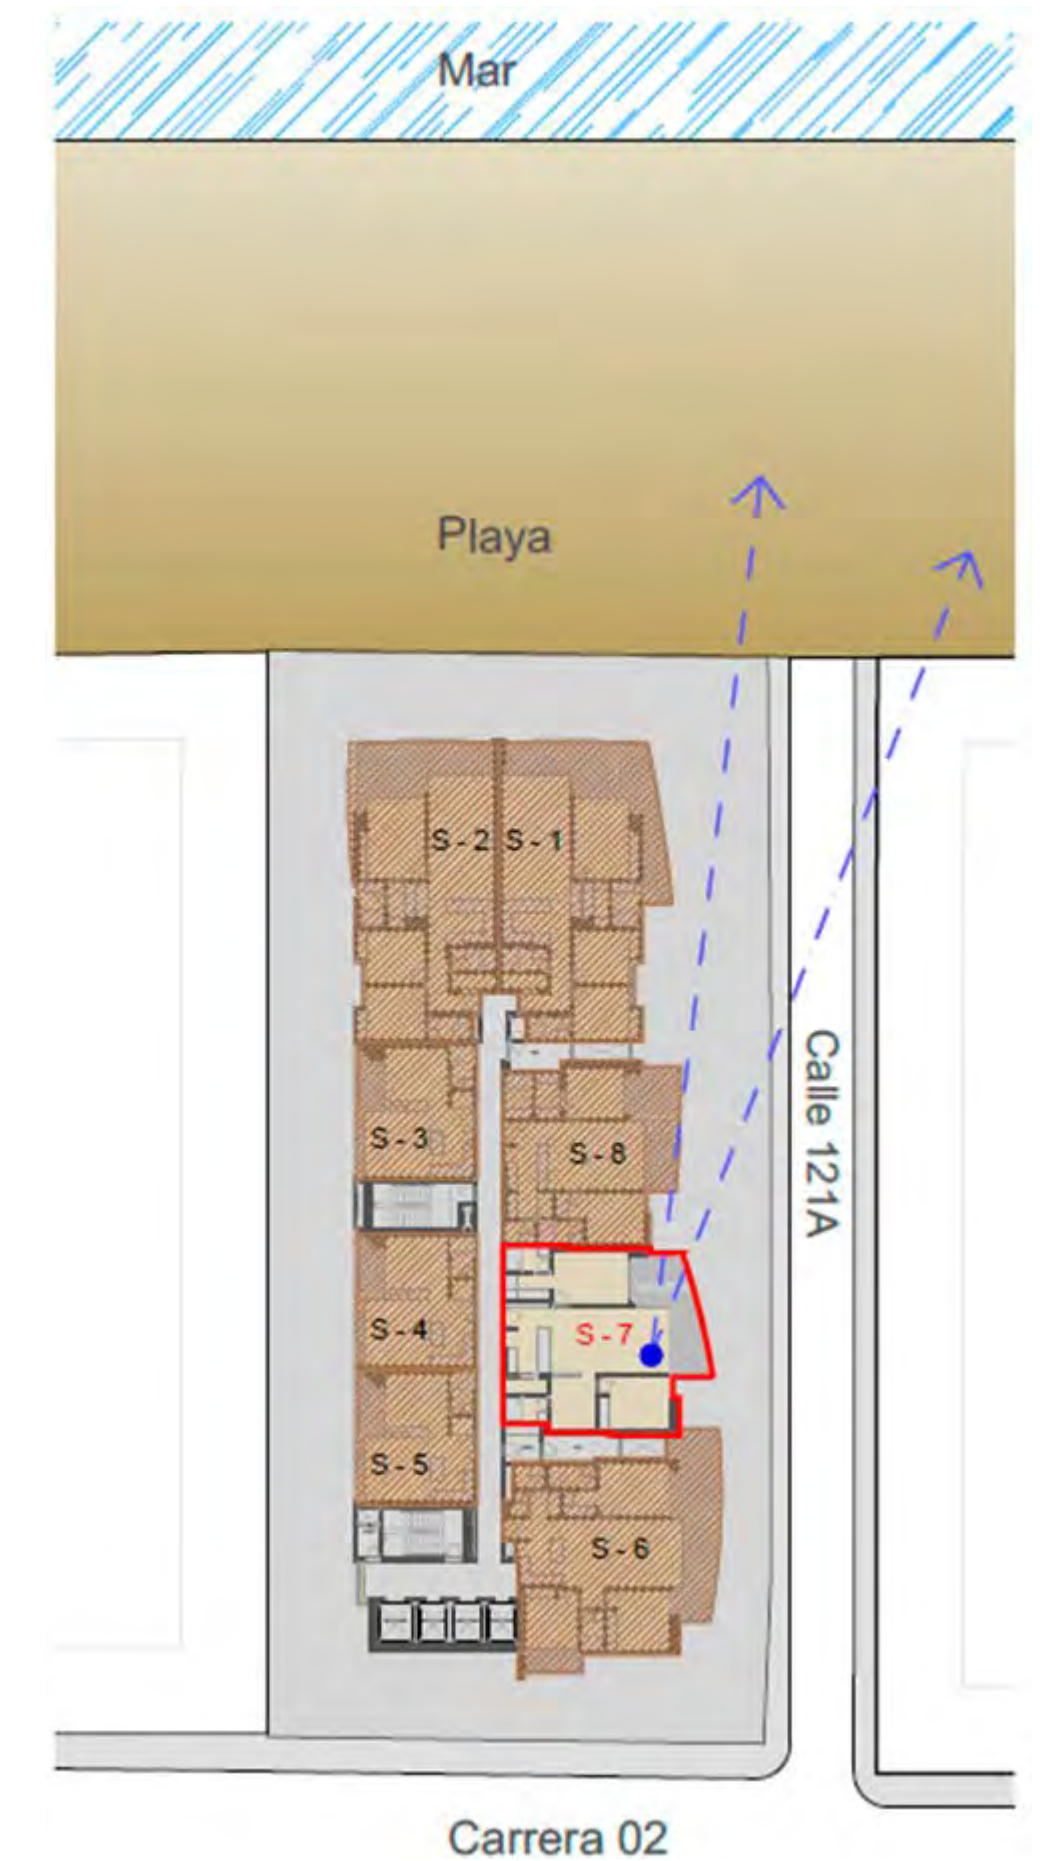 Mar
Playa
S - 2 S - 1
Calle 121A
S - 3
S - 8
S - 4
S - 7
S - 5
S - 6
Carrera 02